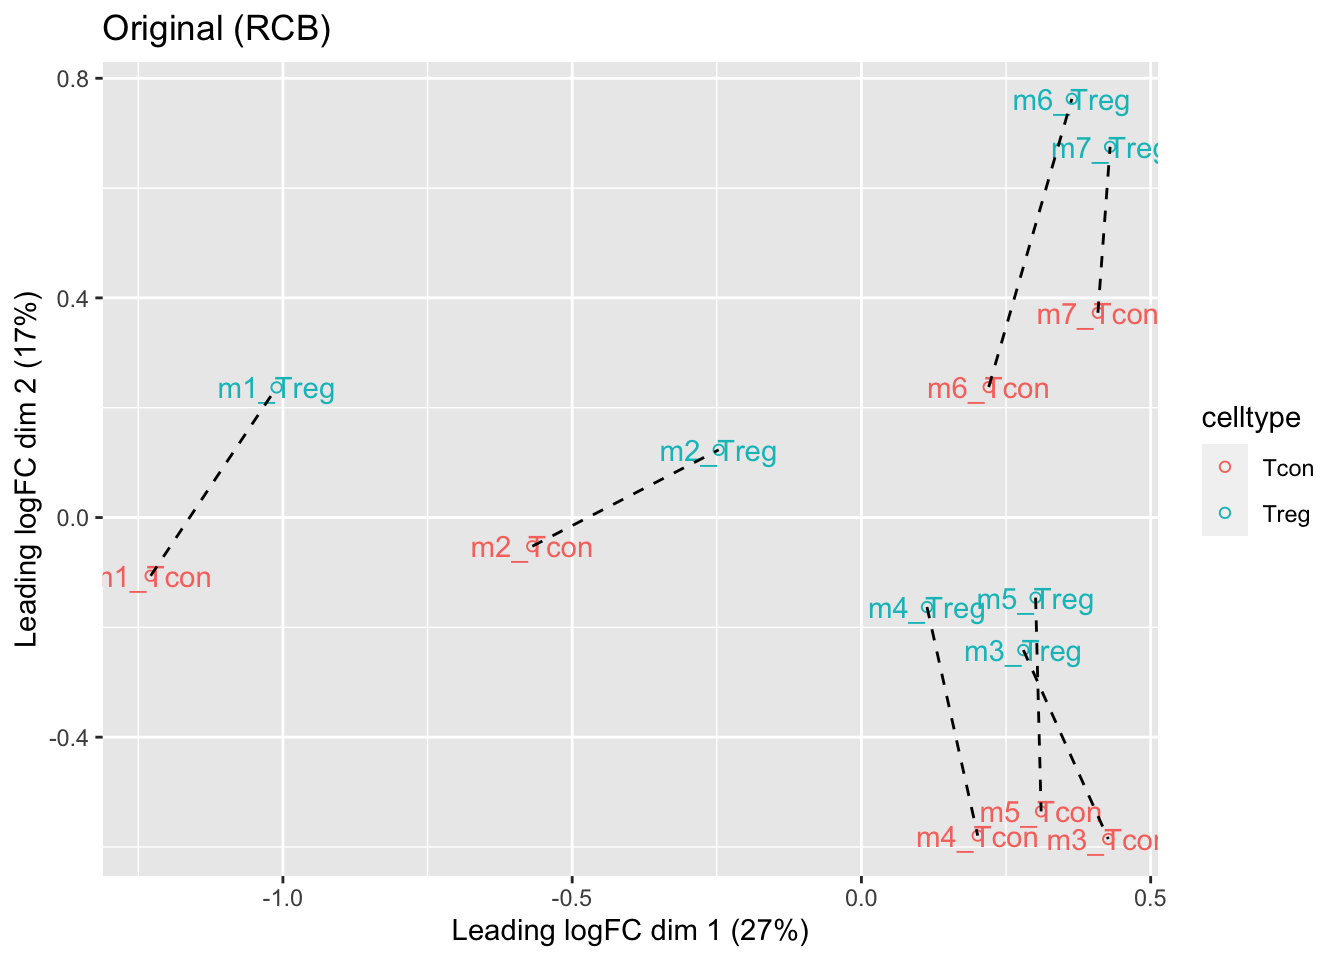 Original (RCB)
0.8
0.4
0.0
-0.4
Leading logFC dim 2 (17%)
m6_Treg
m7_Treg
m7_Tcon
m6_Tcon
m1_Treg
m2_Treg
m2_Tcon
m1_Tcon
m5_Treg
m4_Treg
m3_Treg
m5_Tcon
m4_Tcon
m3_Tcon
-1.0
-0.5
0.0
0.5
Leading logFC dim 1 (27%)
celltype
Tcon
Treg